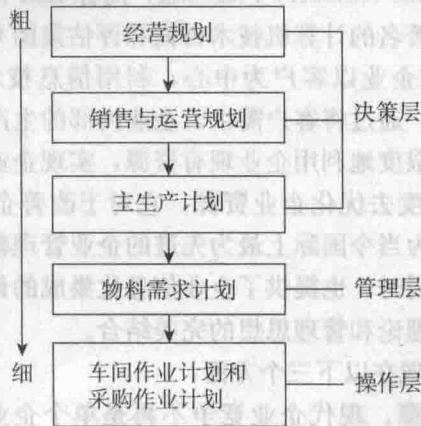 粗
经营规划
销售与运营规划
决策层
主生产计划
物料需求计划
管理层
细
车间作业计划和
采购作业计划
操作层